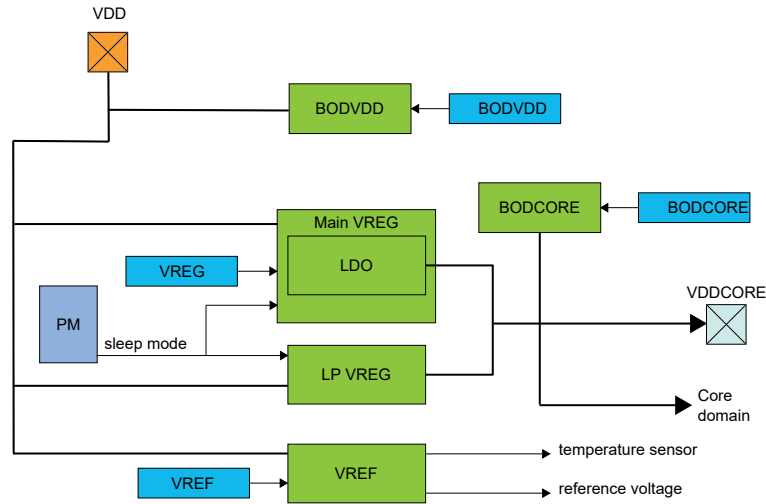 VDD
BODVDD
BODVDD
BODCORE
BODCORE
Main VREG
LDO
VREG
VDDCORE
PM
sleep mode
LP VREG
Core
domain
VREF
VREF
temperature sensor
reference voltage